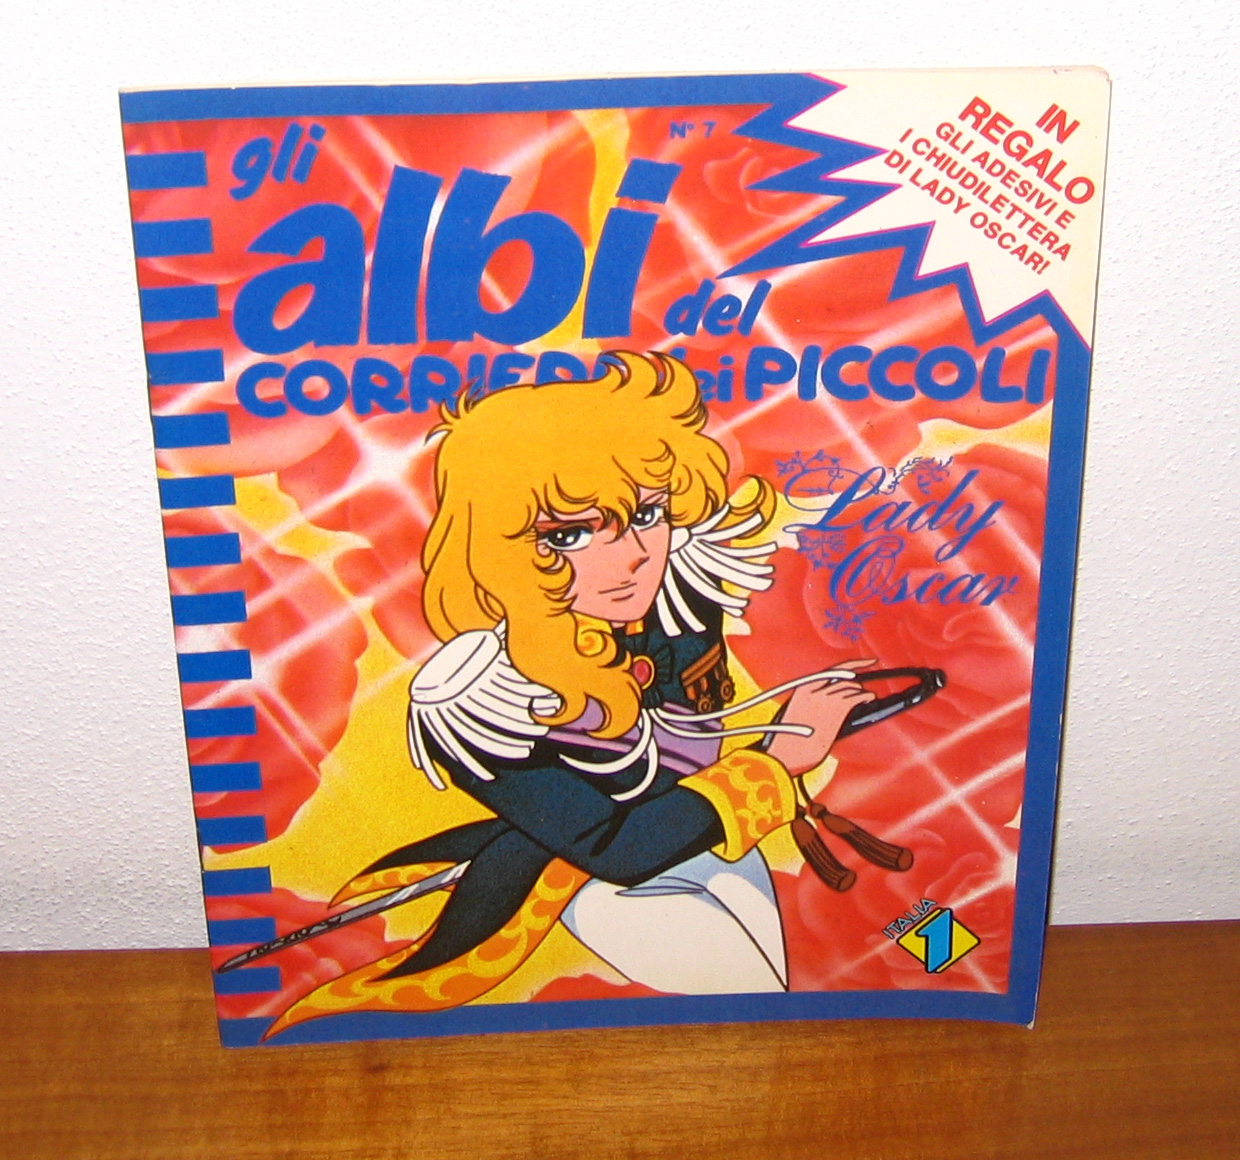 gli
N° 7
albi del
CORRIERE dei PICCOLI
IN
REGALO
GLI ADESIVI E
I CHIUDILETTERA
DI LADY OSCAR!
Lady
Oscar
ITALIA
1